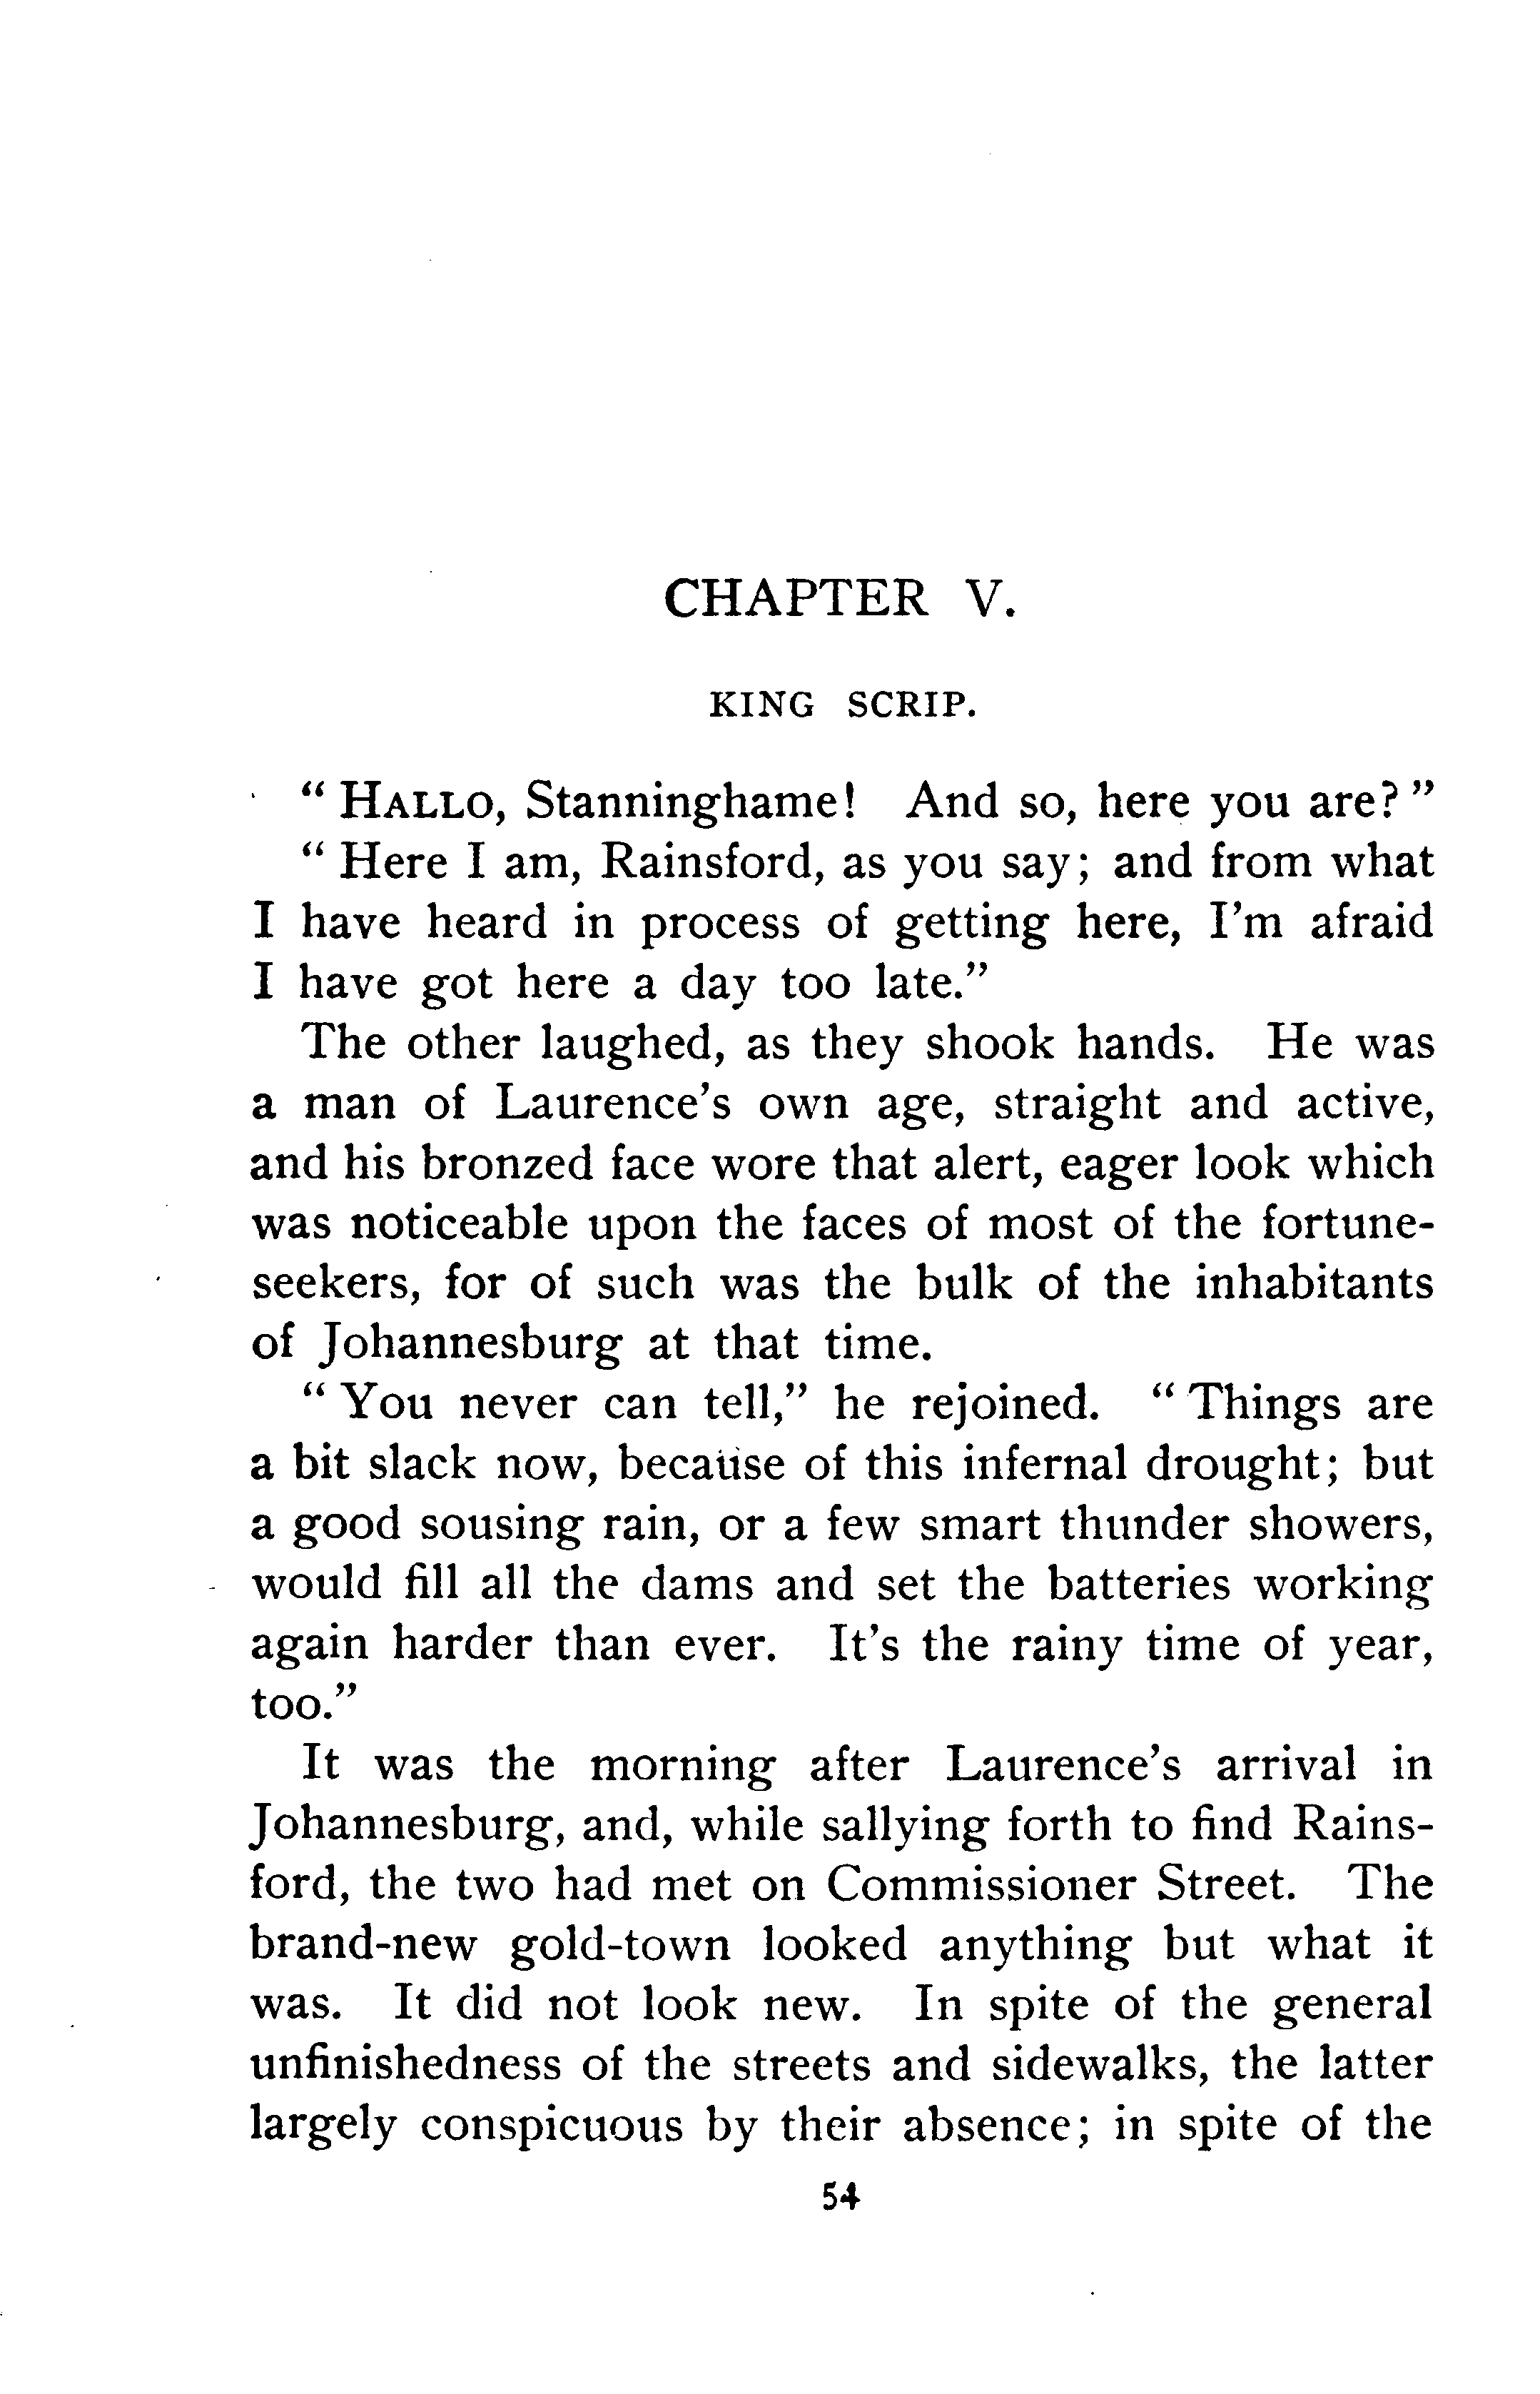 CHAPTER V.
KING SCRIP.
“ HALLO, Stanninghame! And so, here you are? ”
“ Here I am, Rainsford, as you say; and from what
I have heard in process of getting here, I’m afraid
I have got here a day too late.”
The other laughed, as they shook hands. He was
a man of Laurence’s own age, straight and active,
and his bronzed face wore that alert, eager look which
was noticeable upon the faces of most of the fortune-
seekers, for of such was the bulk of the inhabitants
of Johannesburg at that time.
“ You never can tell,” he rejoined. “ Things are
a bit slack now, because of this infernal drought; but
a good sousing rain, or a few smart thunder showers,
would fill all the dams and set the batteries working
again harder than ever. It’s the rainy time of year,
too.”
It was the morning after Laurence’s arrival in
Johannesburg, and, while sallying forth to find Rains-
ford, the two had met on Commissioner Street. The
brand-new gold-town looked anything but what it
was. It did not look new. In spite of the general
unfinishedness of the streets and sidewalks, the latter
largely conspicuous by their absence; in spite of the
54